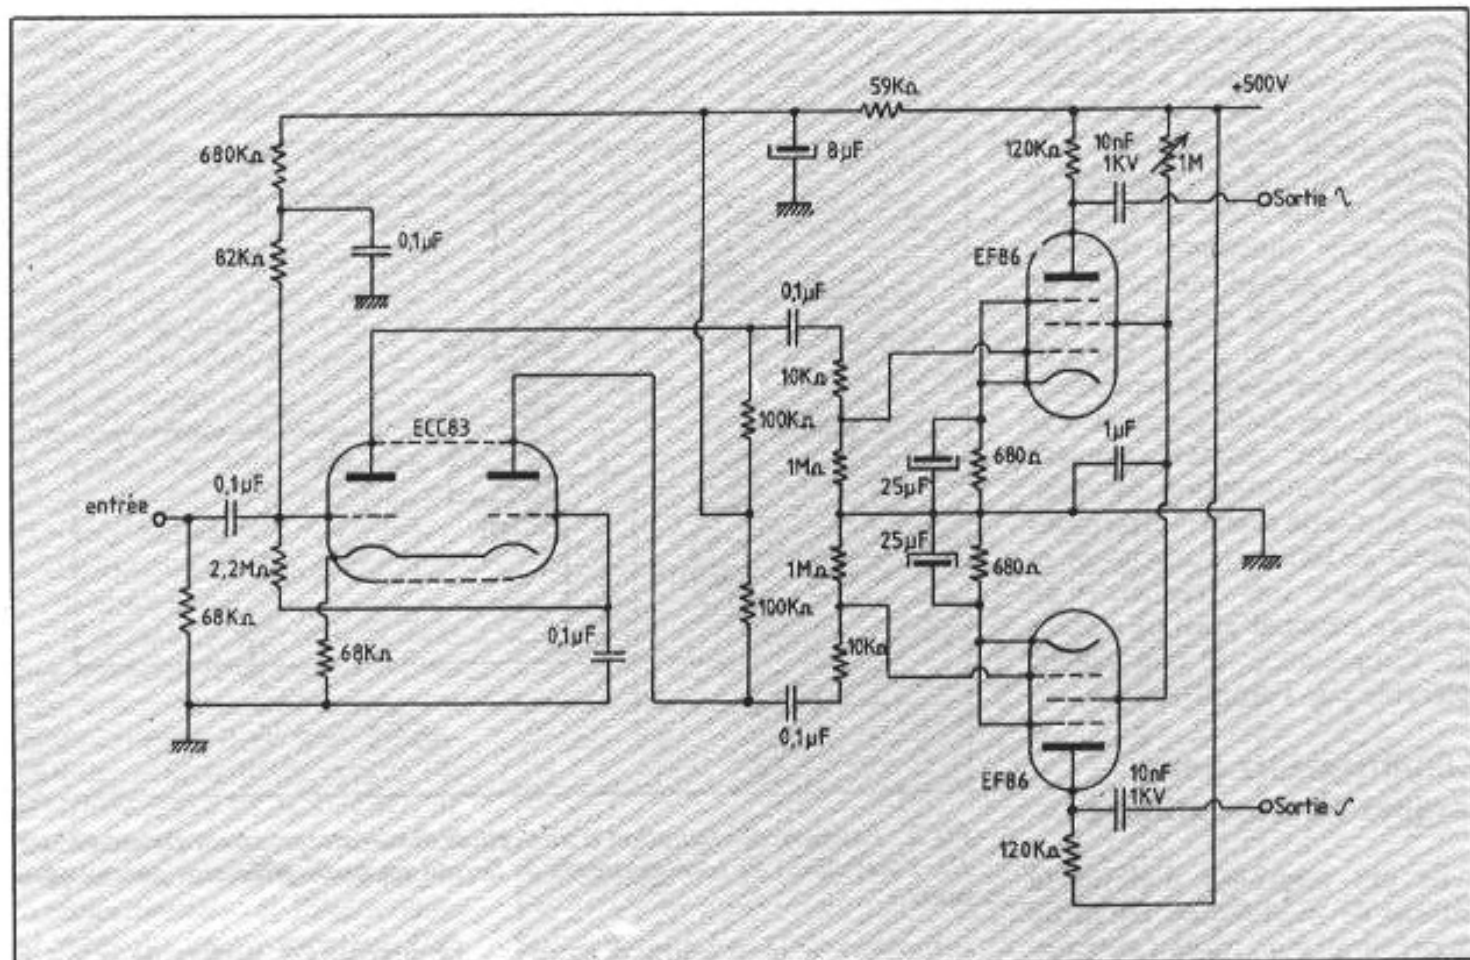 59KΩ
+500V
680KΩ
8µF
120KΩ
10nF
1KV
1M
Sortie
82KΩ
0,1µF
EF86
0,1µF
10KΩ
100KΩ
ECC83
1µF
1MΩ
680Ω
25µF
0,1µF
entrée
25µF
2,2MΩ
1MΩ
680Ω
100KΩ
68KΩ
0,1µF
68KΩ
10KΩ
0,1µF
EF86
10nF
1KV
Sortie
120KΩ